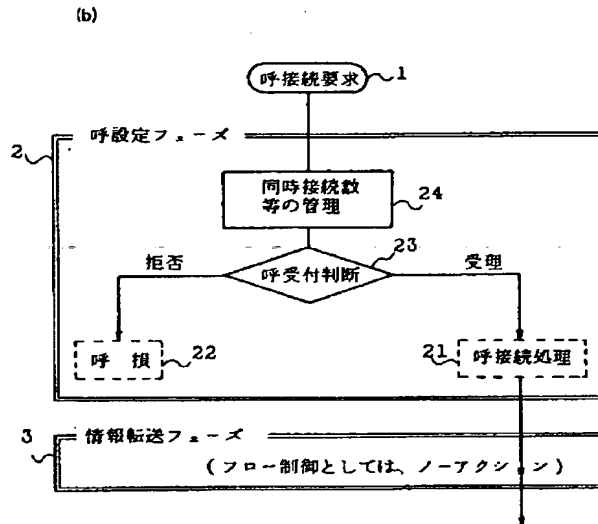 (b)
呼接続要求 1
2 呼設定フェーズ
同時接続数
等の管理
24
23
呼受付判断
拒否
受理
呼 損 22
21 呼接続処理
3 情報転送フェーズ
(フロー制御としては、ノーアクション)